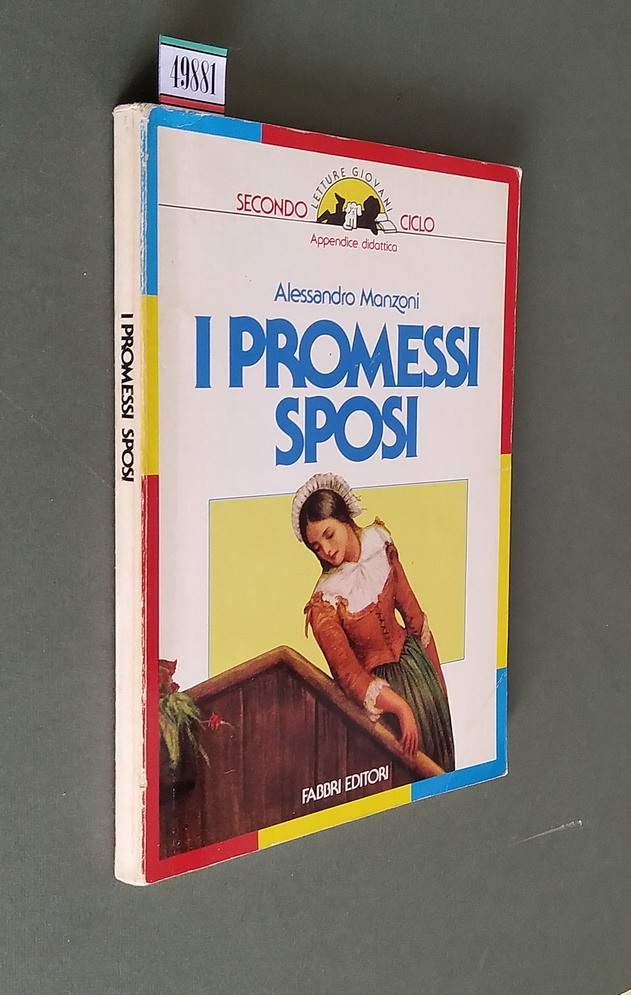 49881
LETTURE GIOVANI
SECONDO CICLO
Appendice didattica
Alessandro Manzoni
I PROMESSI
SPOSI
FABBRI EDITORI
I PROMESSI SPOSI